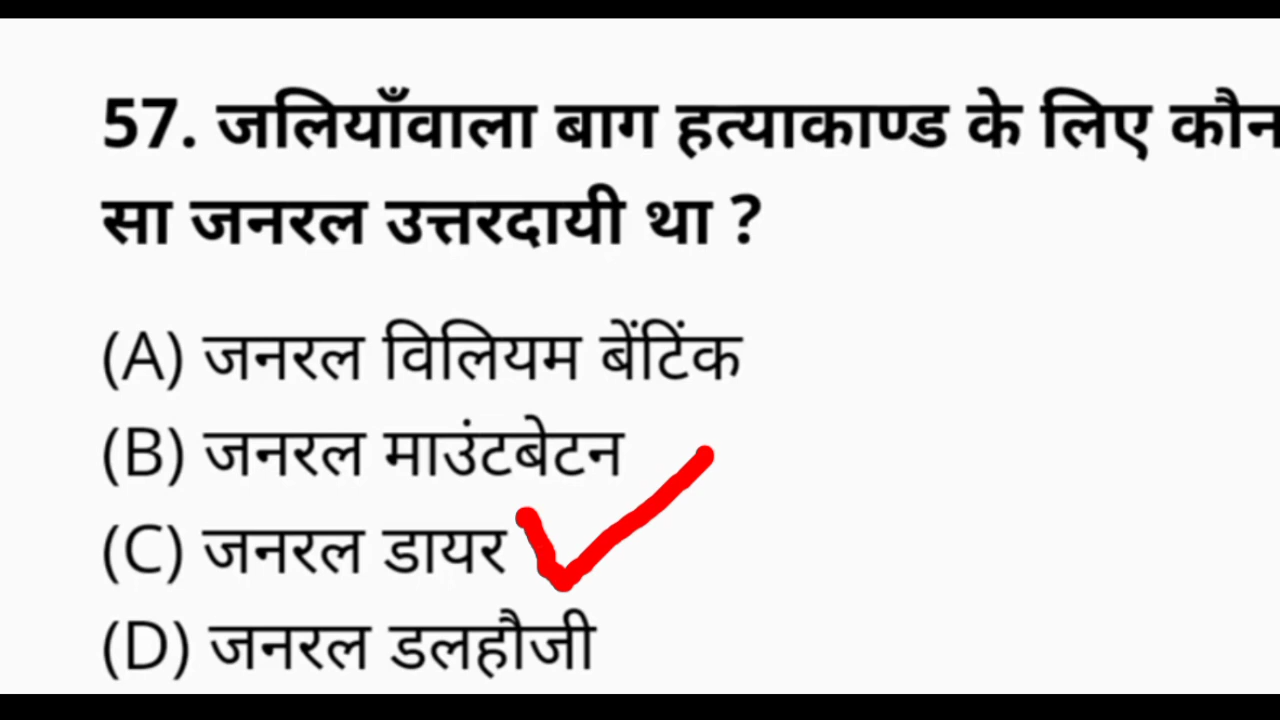 57. जलियाँवाला बाग हत्याकाण्ड के लिए कौन
सा जनरल उत्तरदायी था ?
(A) जनरल विलियम बेंटिंक
(B) जनरल माउंटबेटन
(C) जनरल डायर
(D) जनरल डलहौजी